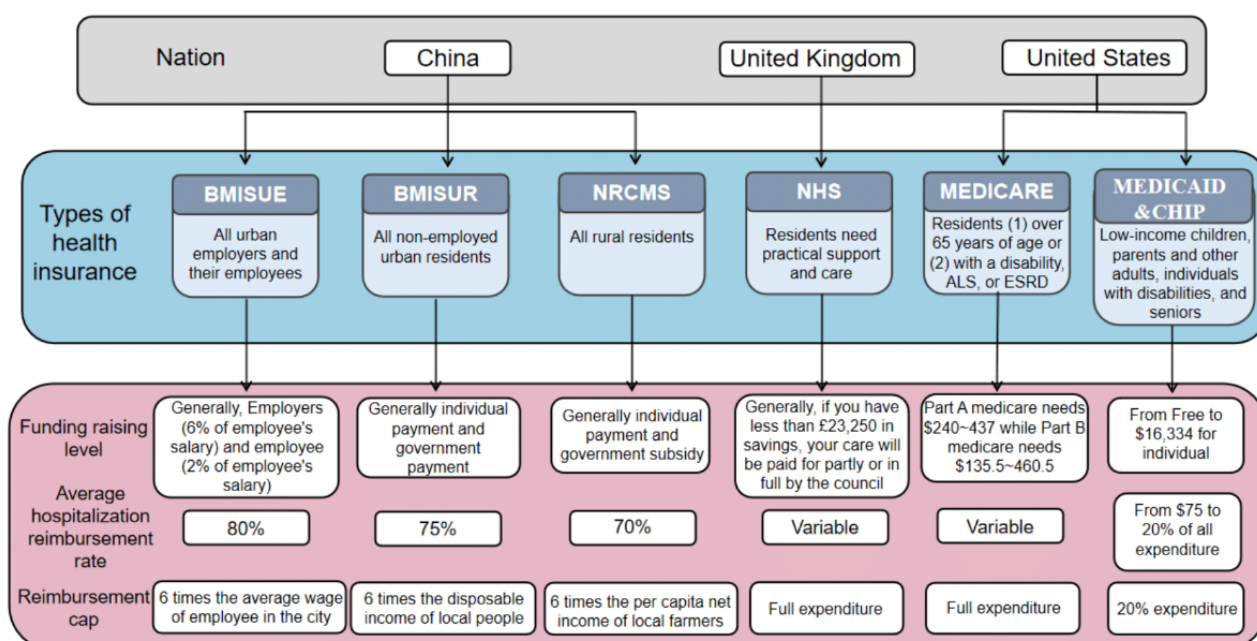 Nation
China
United Kingdom
United States
Types of
health
insurance
BMISUE
All urban
employers and
their employees
BMISUR
All non-employed
urban residents
NRCMS
All rural residents
NHS
Residents need
practical support
and care
MEDICARE
Residents (1) over
65 years of age or
(2) with a disability,
ALS, or ESRD
MEDICAID
&CHIP
Low-income children,
parents and other
adults, individuals
with disabilities, and
seniors
Funding raising
level
Generally, Employers
(6% of employee's
salary) and employee
(2% of employee's
salary)
Generally individual
payment and
government
payment
Generally individual
payment and
government subsidy
Generally, if you have
less than £23,250 in
savings, your care will
be paid for partly or in
full by the council
Part A medicare needs
$240~437 while Part B
medicare needs
$135.5~460.5
From Free to
$16,334 for
individual
Average
hospitalization
reimbursement
rate
80%
75%
70%
Variable
Variable
From $75 to
20% of all
expenditure
Reimbursement
cap
6 times the average wage
of employee in the city
6 times the disposable
income of local people
6 times the per capita net
income of local farmers
Full expenditure
Full expenditure
20% expenditure